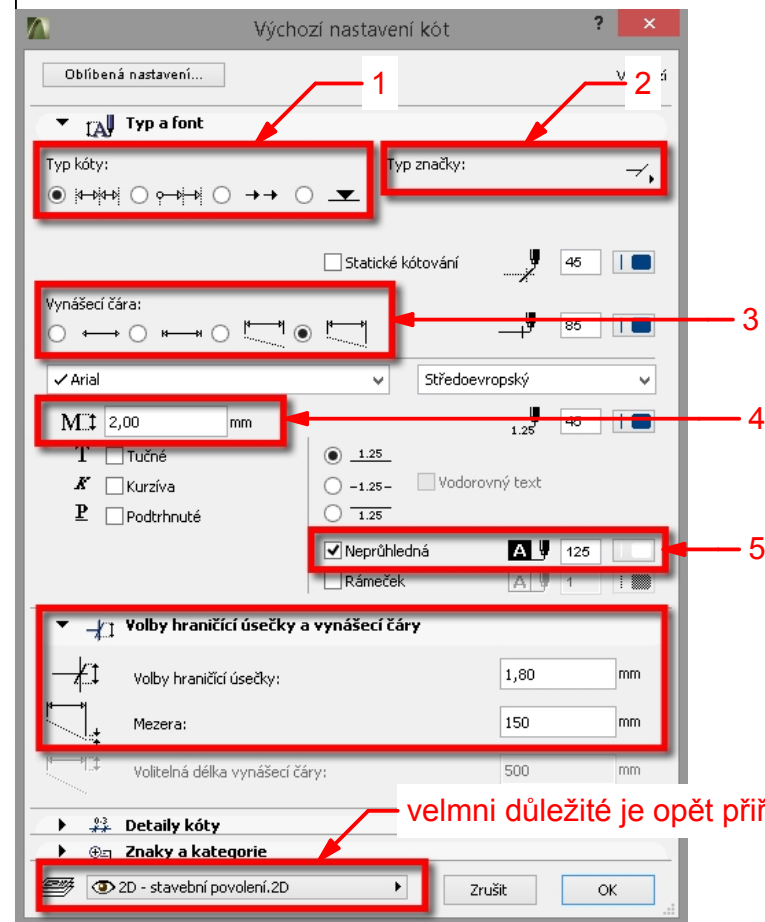 Výchozí nastavení kót ?
Oblíbená nastavení... 1 2
Typ a font
Typ kóty: Typ značky:
Statické kótování 45
Vynášecí čára:
85 3
Arial Středoevropský
M 2,00 mm 1.25 45 4
T Tučné 1.25
K Kurzíva -1.25- Vodorovný text
P Podtrhnuté 1.25
Neprůhledná A 125 5
Rámeček A 1
Volby hraničící úsečky a vynášecí čáry
Volby hraničící úsečky: 1,80 mm
Mezera: 150 mm
Volitelná délka vynášecí čáry: 500 mm
velmni důležité je opět
Detaily kóty
Znaky a kategorie
2D - stavební povolení.2D Zrušit OK